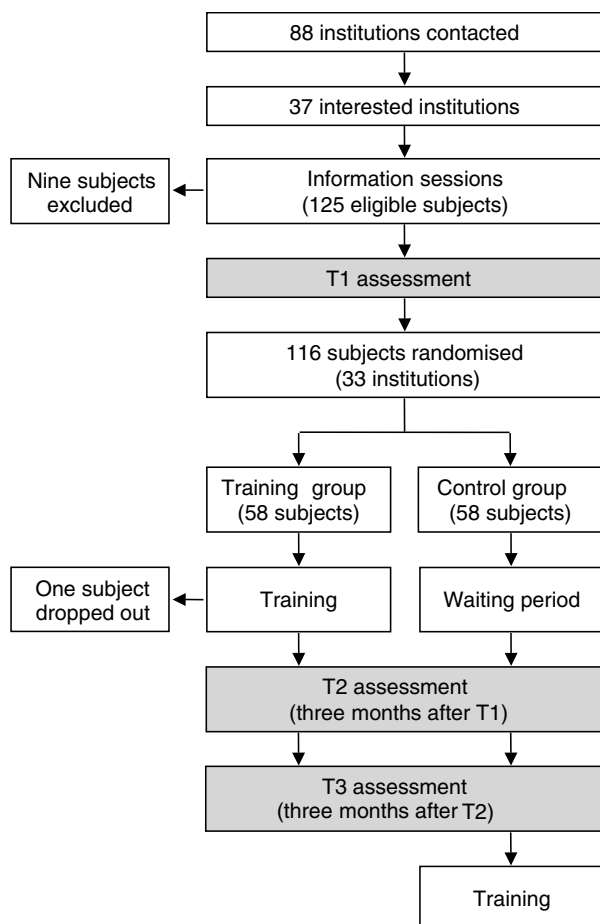 88 institutions contacted
37 interested institutions
Nine subjects
excluded
Information sessions
(125 eligible subjects)
T1 assessment
116 subjects randomised
(33 institutions)
Training group
(58 subjects)
Control group
(58 subjects)
One subject
dropped out
Training
Waiting period
T2 assessment
(three months after T1)
T3 assessment
(three months after T2)
Training